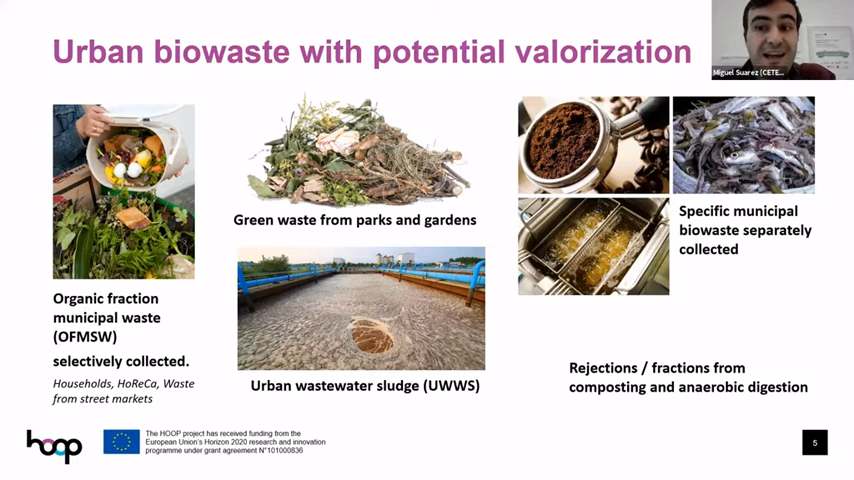 Urban biowaste with potential valorization
Miguel Suarez (CETE...
Green waste from parks and gardens
Specific municipal
biowaste separately
collected
Organic fraction
municipal waste
(OFMSW)
selectively collected.
Households, HoReCa, Waste
from street markets
Urban wastewater sludge (UWWS)
Rejections / fractions from
composting and anaerobic digestion
hoop
The HOOP project has received funding from the
European Union's Horizon 2020 research and innovation
programme under grant agreement N°101000836
5